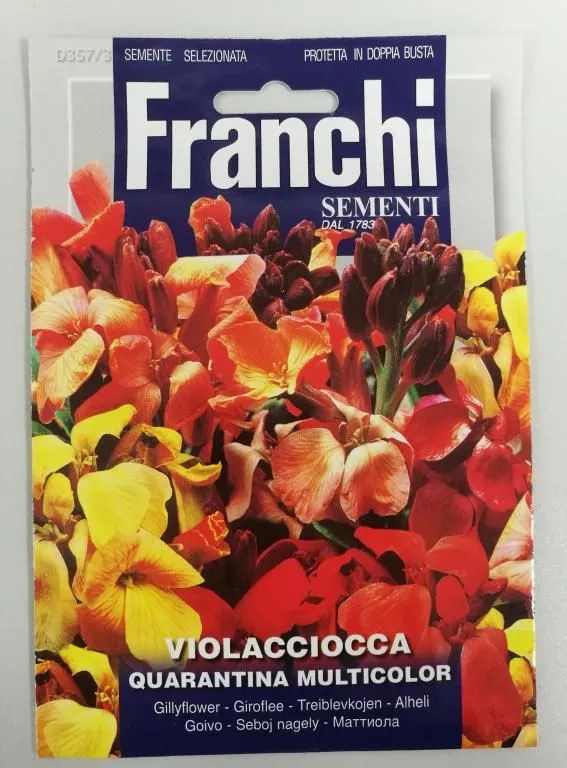 D357/3
SEMENTE SELEZIONATA PROTETTA IN DOPPIA BUSTA
Franchi
SEMENTI
DAL 1783
VIOLACCIOCCA
QUARANTINA MULTICOLOR
Gillyflower - Giroflee - Treiblevkojen - Alheli
Goivo - Seboj nagely - Маттиола